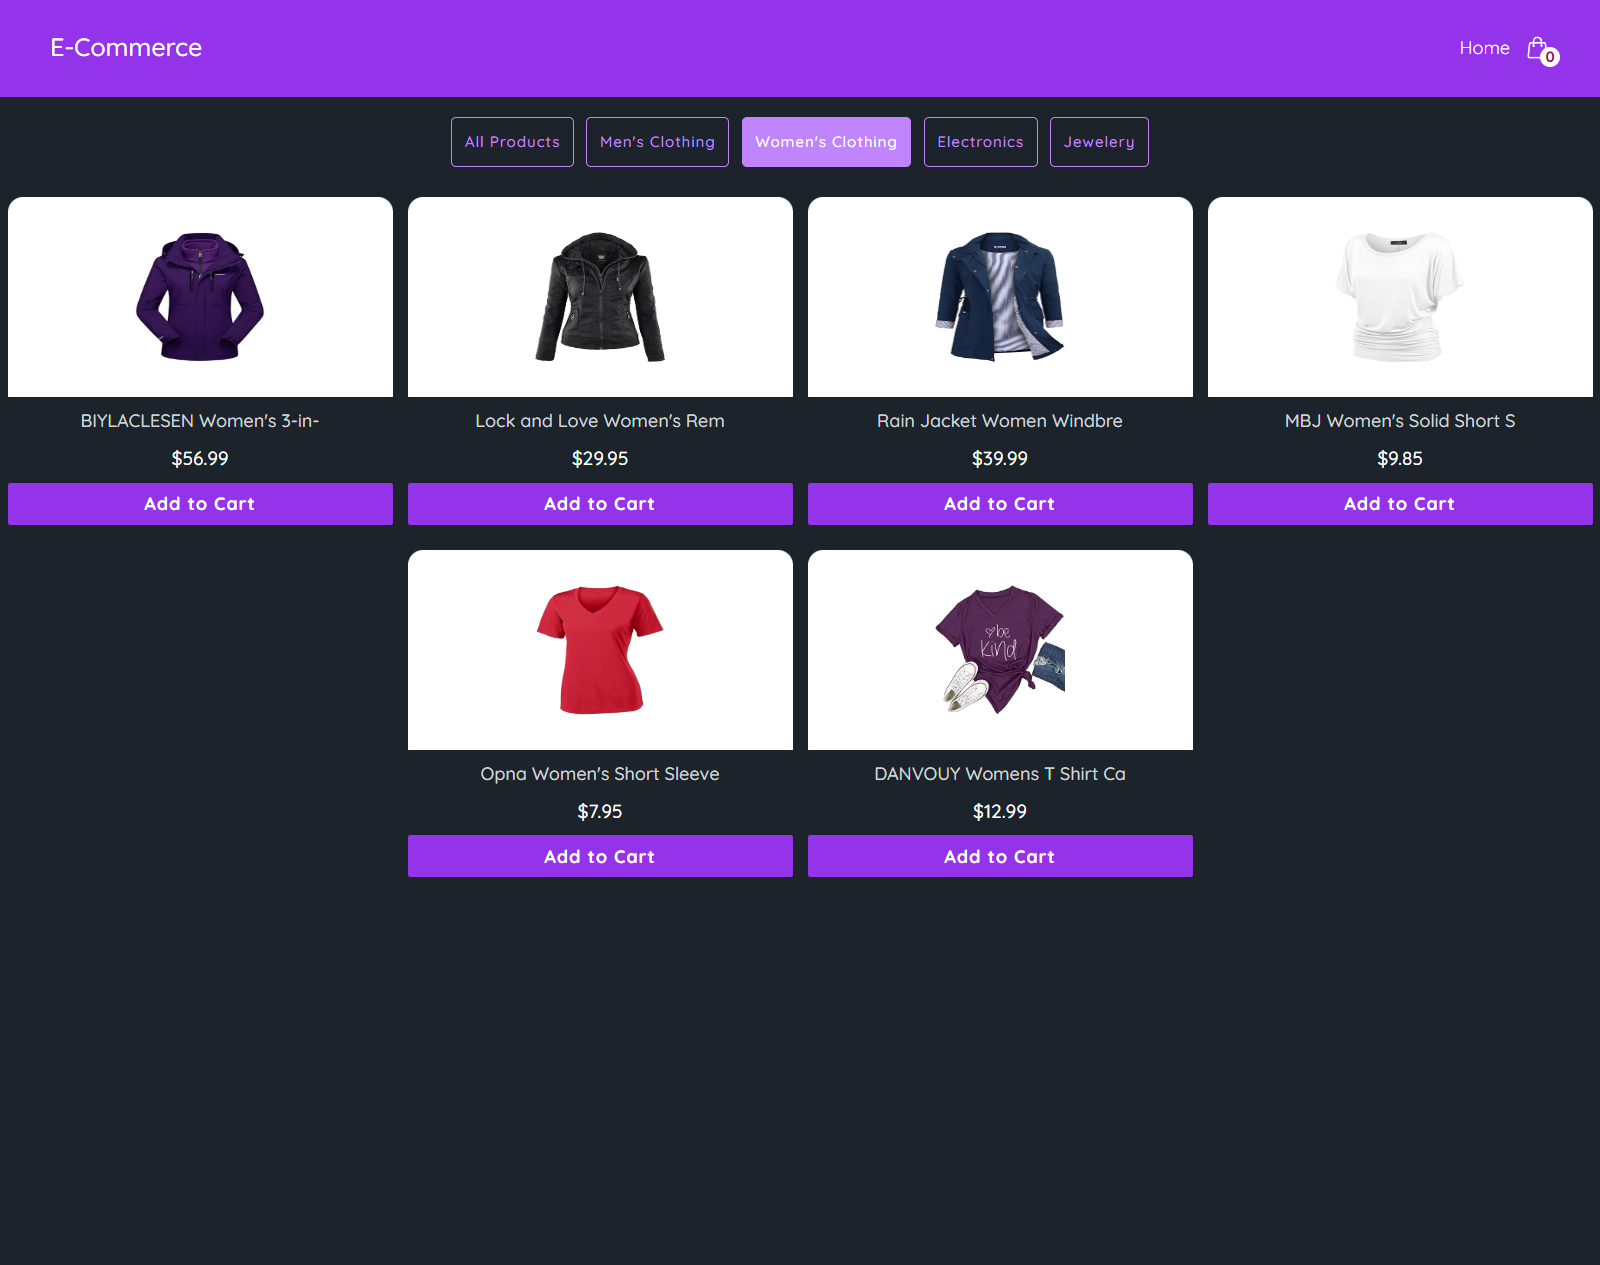 E-Commerce
Home
0
All Products
Men's Clothing
Women's Clothing
Electronics
Jewelery
BIYLACLESEN Women's 3-in-
$56.99
Add to Cart
Lock and Love Women's Rem
$29.95
Add to Cart
Rain Jacket Women Windbre
$39.99
Add to Cart
MBJ Women's Solid Short S
$9.85
Add to Cart
Opna Women's Short Sleeve
$7.95
Add to Cart
be
kind
DANVOUY Womens T Shirt Ca
$12.99
Add to Cart